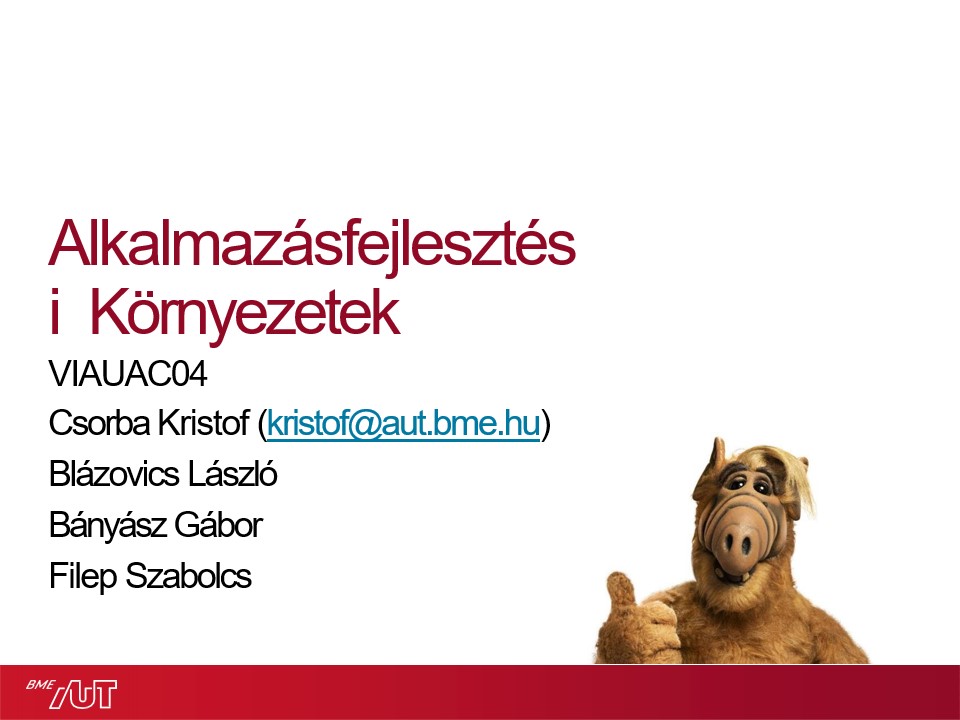 Alkalmazásfejlesztés
i Környezetek
VIAUAC04
Csorba Kristof (kristof@aut.bme.hu)
Blázovics László
Bányász Gábor
Filep Szabolcs
BME AUT